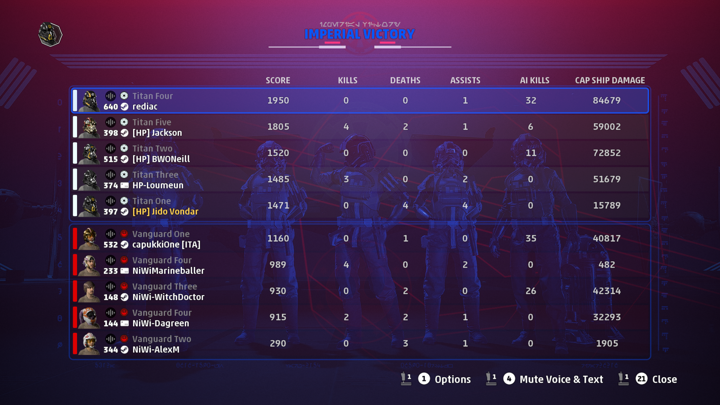 IMPERIAL VICTORY
SCORE KILLS DEATHS ASSISTS AI KILLS CAP SHIP DAMAGE
Titan Four
640 rediac 1950 0 0 1 32 84679
Titan Five
398 [HP] Jackson 1805 4 2 1 6 59002
Titan Two
515 [HP] BWONeill 1520 0 0 0 11 72852
Titan Three
374 HP-Loumeun 1485 3 0 2 0 51679
Titan One
397 [HP] Jido Vondar 1471 0 4 4 0 15789
Vanguard One
532 capukkiOne [ITA] 1160 0 1 0 35 40817
Vanguard Four
233 NiWiMarineballer 989 4 0 2 0 482
Vanguard Three
148 NiWi-WitchDoctor 930 0 2 0 26 42314
Vanguard Four
144 NiWi-Dagreen 915 2 2 1 0 32293
Vanguard Two
344 NiWi-AlexM 290 0 3 1 0 1905
1 1 Options 1 4 Mute Voice & Text 1 21 Close